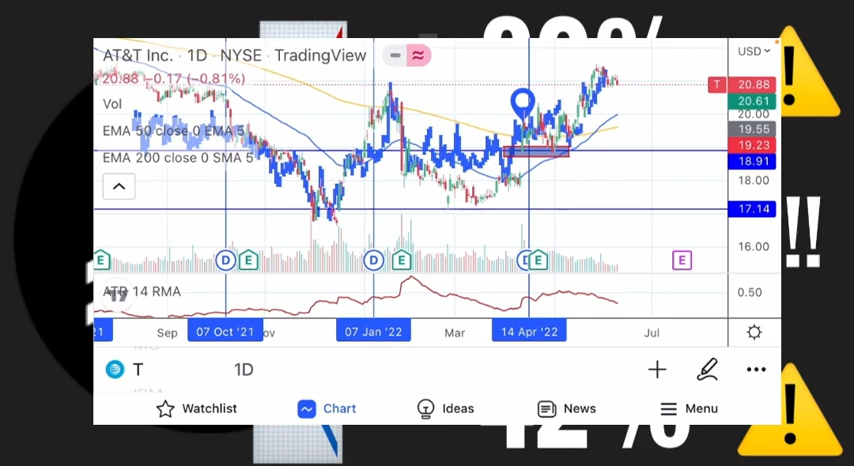 AT&T Inc. · 1D · NYSE · TradingView
USD
20.88 −0.17 (−0.81%)
T 20.88
20.61
Vol
20.00
19.55
EMA 50 close 0 EMA 5
19.23
EMA 200 close 0 SMA 5
18.91
18.00
17.14
16.00
E D E D E D E E
ATR 14 RMA
0.50
21 Sep 07 Oct '21 ov 07 Jan '22 Mar 14 Apr '22 Jul
T 1D
Watchlist Chart Ideas News Menu
!!
42%